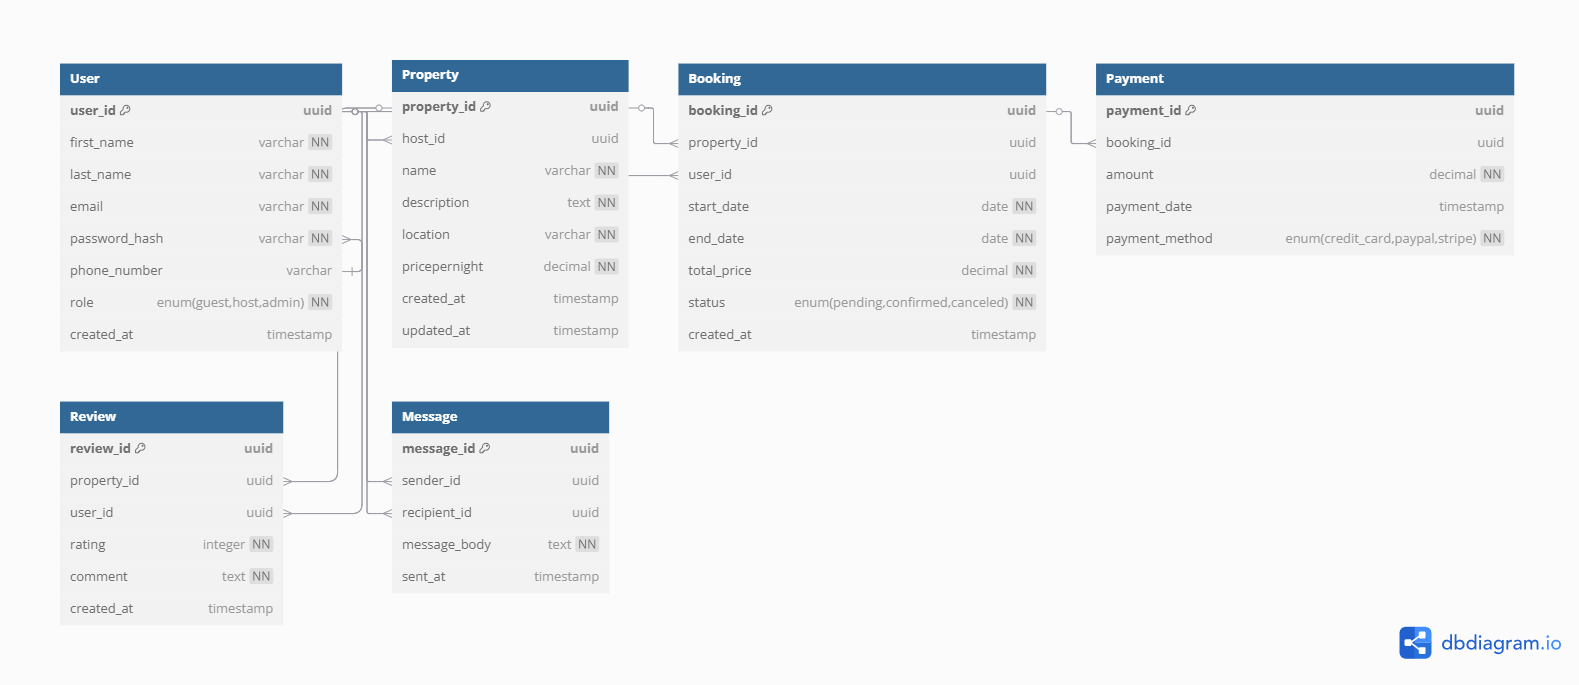 User
user_id uuid
first_name varchar NN
last_name varchar NN
email varchar NN
password_hash varchar NN
phone_number varchar
role enum(guest,host,admin) NN
created_at timestamp
Property
property_id uuid
host_id uuid
name varchar NN
description text NN
location varchar NN
pricepernight decimal NN
created_at timestamp
updated_at timestamp
Booking
booking_id uuid
property_id uuid
user_id uuid
start_date date NN
end_date date NN
total_price decimal NN
status enum(pending,confirmed,canceled) NN
created_at timestamp
Payment
payment_id uuid
booking_id uuid
amount decimal NN
payment_date timestamp
payment_method enum(credit_card,paypal,stripe) NN
Review
review_id uuid
property_id uuid
user_id uuid
rating integer NN
comment text NN
created_at timestamp
Message
message_id uuid
sender_id uuid
recipient_id uuid
message_body text NN
sent_at timestamp
dbdiagram.io